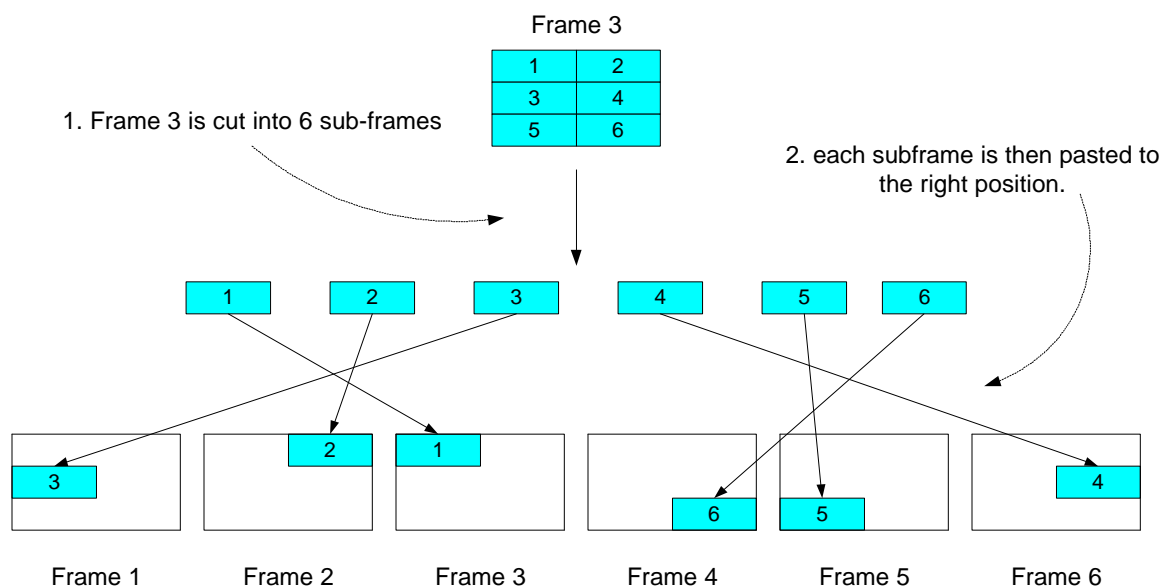 Frame 3
1 2
3 4
5 6
1. Frame 3 is cut into 6 sub-frames
2. each subframe is then pasted to
the right position.
1 2 3 4 5 6
2 1
3 4
6 5
Frame 1 Frame 2 Frame 3 Frame 4 Frame 5 Frame 6